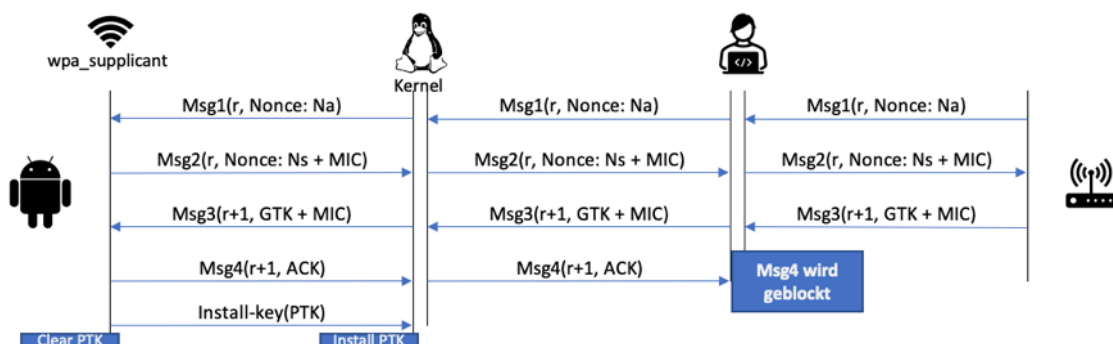 wpa_supplicant
Kernel
</>
Msg1(r, Nonce: Na)
Msg1(r, Nonce: Na)
Msg1(r, Nonce: Na)
Msg2(r, Nonce: Ns + MIC)
Msg2(r, Nonce: Ns + MIC)
Msg2(r, Nonce: Ns + MIC)
Msg3(r+1, GTK + MIC)
Msg3(r+1, GTK + MIC)
Msg3(r+1, GTK + MIC)
Msg4(r+1, ACK)
Msg4(r+1, ACK)
Msg4 wird
geblockt
Install-key(PTK)
Clear PTK
Install PTK